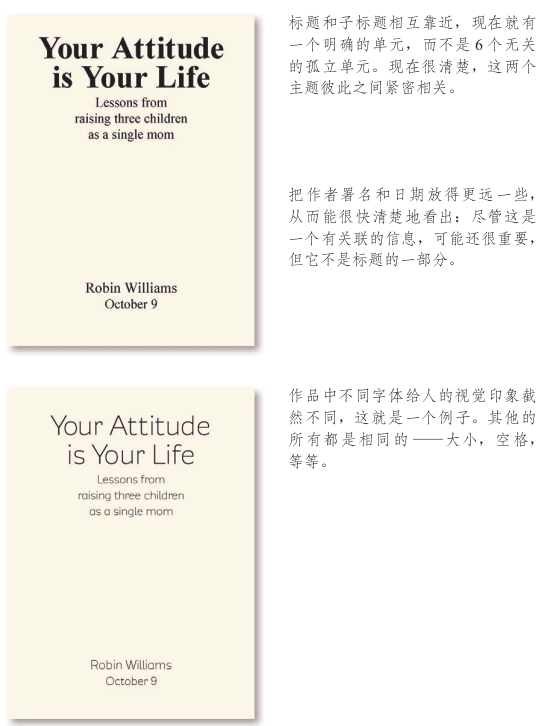 Your Attitude
is Your Life
Lessons from
raising three children
as a single mom
Robin Williams
October 9
标题和子标题相互靠近，现在就有
一个明确的单元，而不是 6 个无关
的孤立单元。现在很清楚，这两个
主题彼此之间紧密相关。
把作者署名和日期放得更远一些，
从而能很快清楚地看出：尽管这是
一个有关联的信息，可能还很重要，
但它不是标题的一部分。
Your Attitude
is Your Life
Lessons from
raising three children
as a single mom
Robin Williams
October 9
作品中不同字体给人的视觉印象截
然不同，这就是一个例子。其他的
所有都是相同的——大小，空格，
等等。